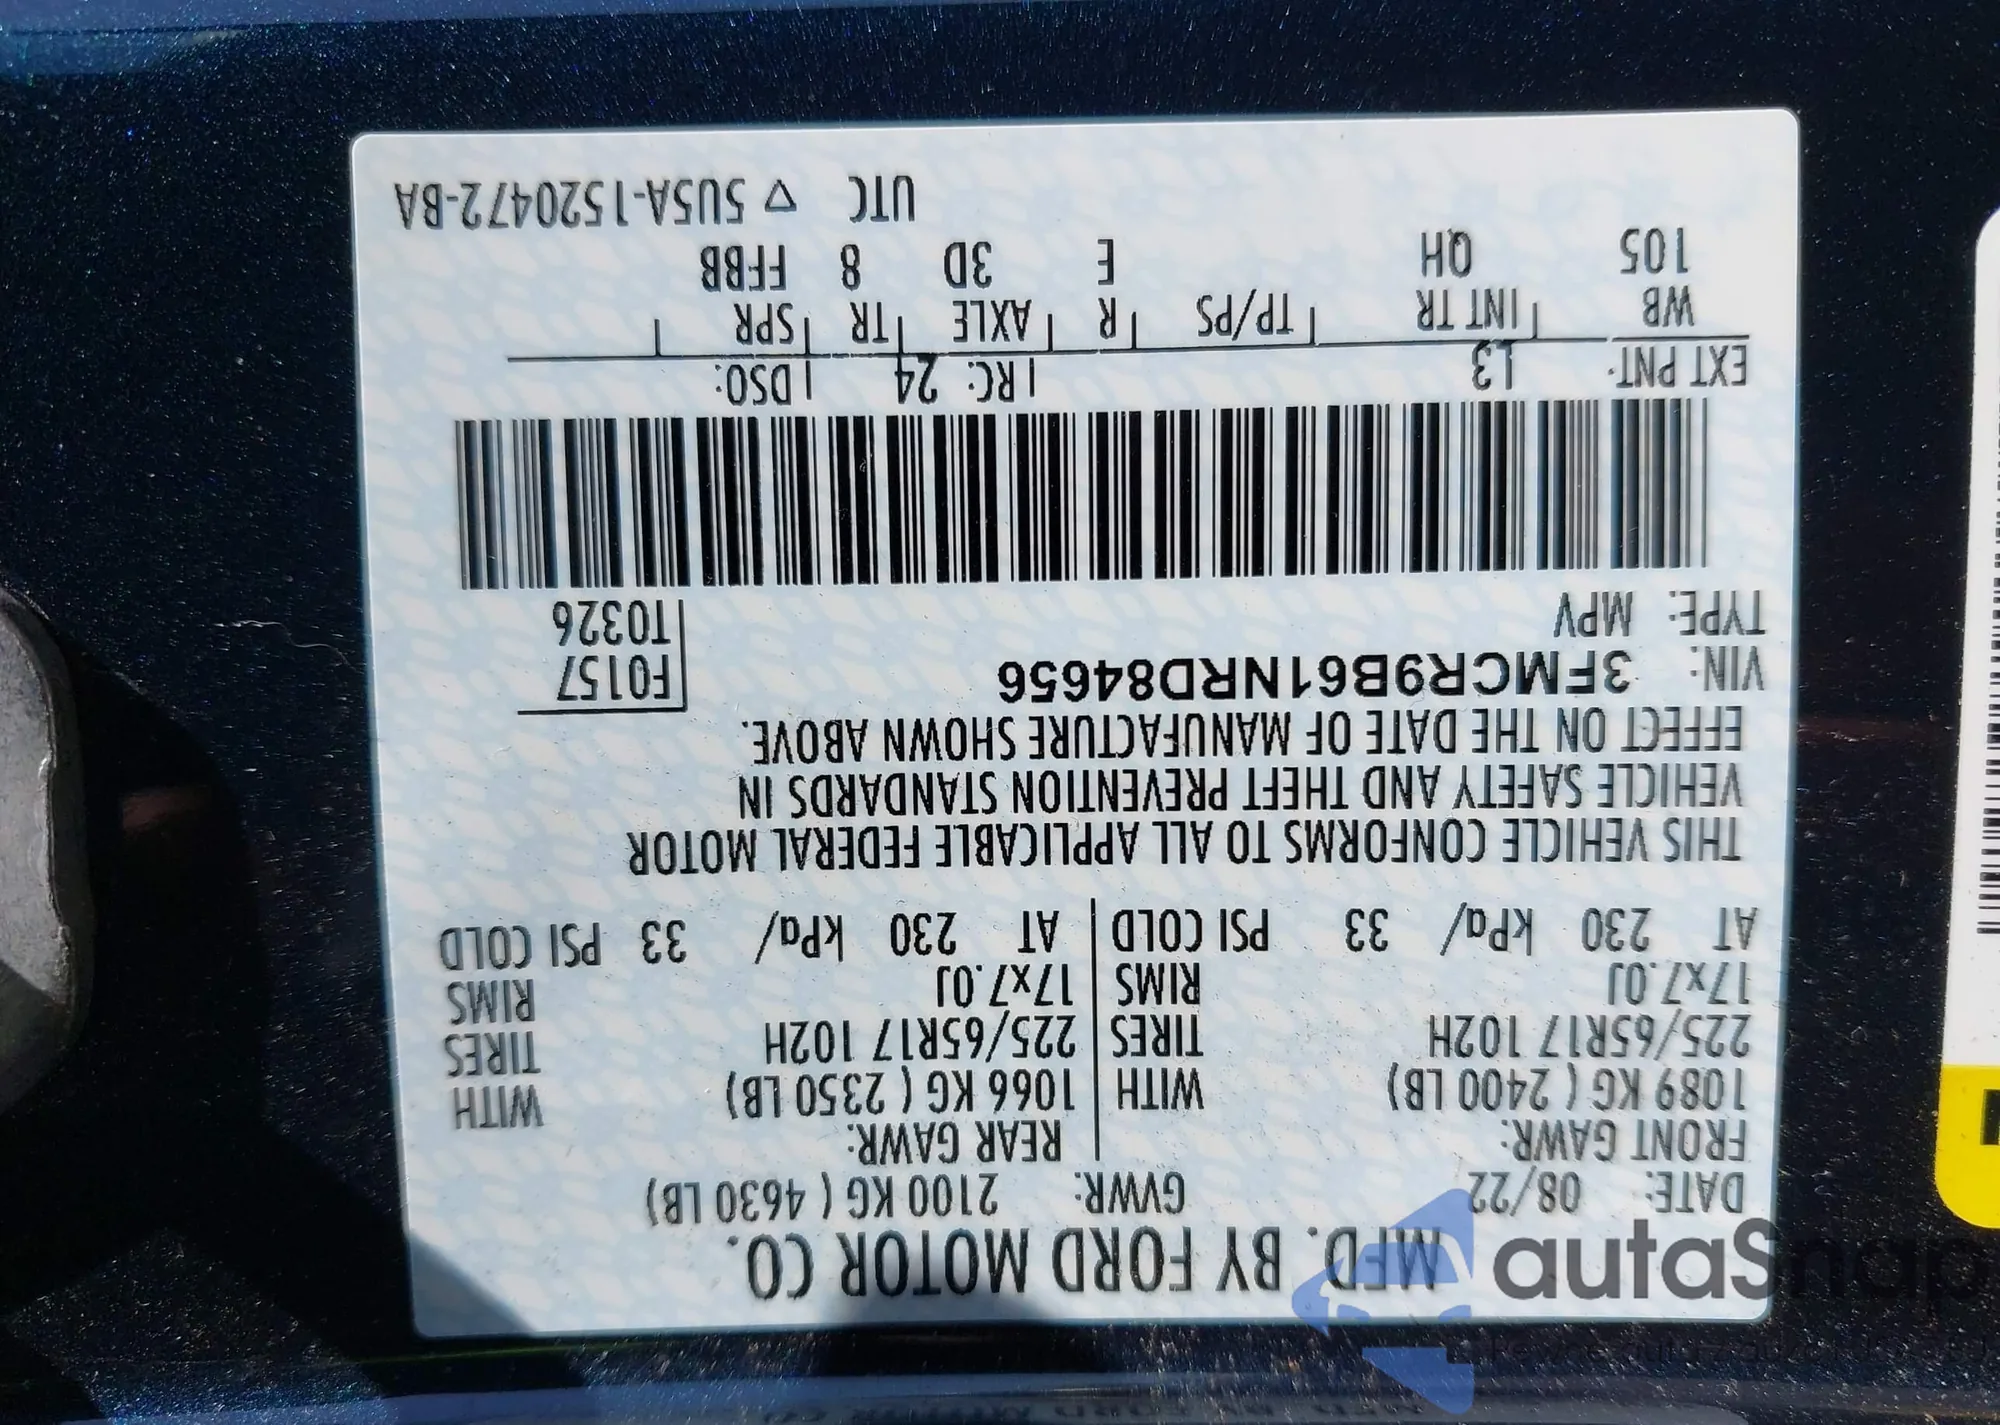 MFD. BY FORD MOTOR CO.
DATE: 08/22 GVWR: 2100 KG ( 4630 LB)
FRONT GAWR: REAR GAWR:
1089 KG ( 2400 LB) WITH 1066 KG ( 2350 LB) WITH
225/65R17 102H TIRES 225/65R17 102H TIRES
17x7.0J RIMS 17x7.0J RIMS
AT 230 kPa/ 33 PSI COLD AT 230 kPa/ 33 PSI COLD
THIS VEHICLE CONFORMS TO ALL APPLICABLE FEDERAL MOTOR
VEHICLE SAFETY AND THEFT PREVENTION STANDARDS IN
EFFECT ON THE DATE OF MANUFACTURE SHOWN ABOVE.
VIN: 3FMCR9B61NRD84656 F0157
TYPE: MPV T0326
EXT PNT: L3 RC: 24 DSO:
WB INT TR TP/PS R AXLE TR SPR
105 QH E 3D 8 FFBB
UTC ▽ 5U5A-1520472-BA
autaSnap